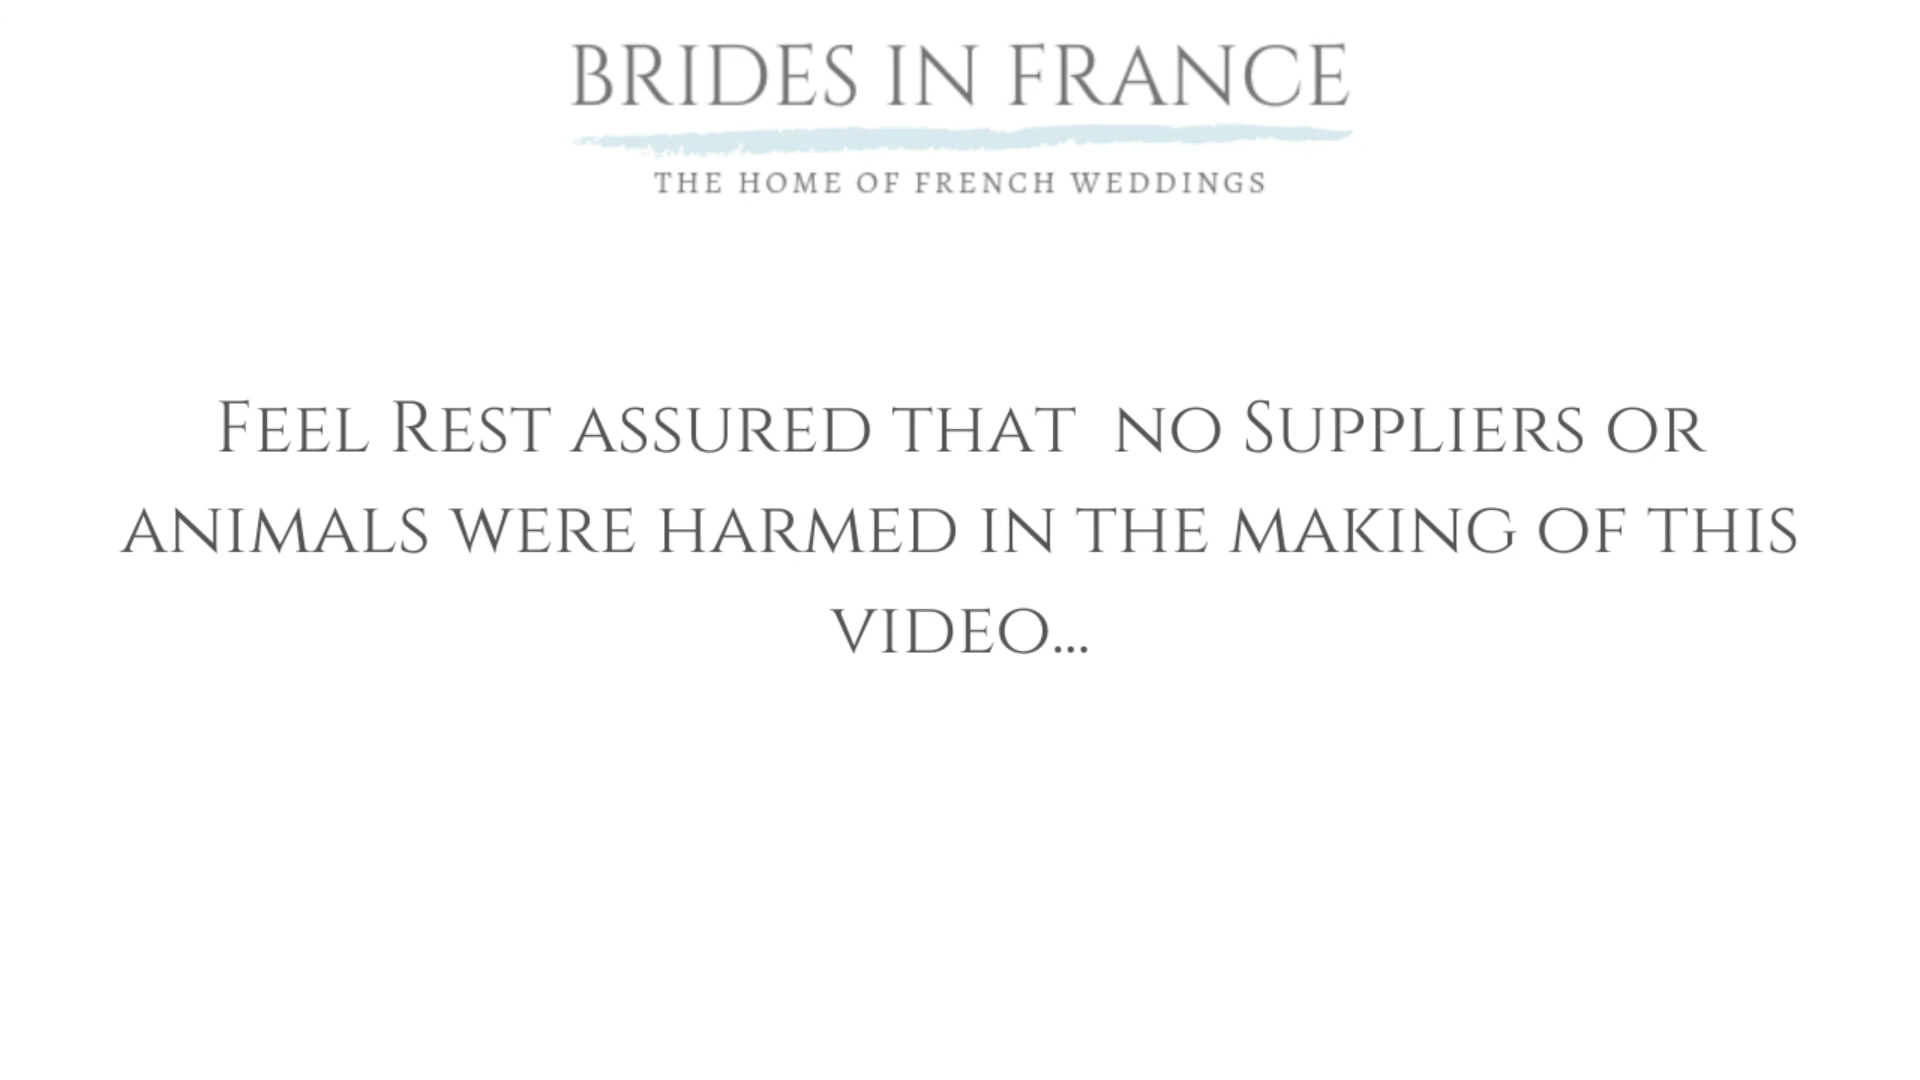 BRIDES IN FRANCE
THE HOME OF FRENCH WEDDINGS
Feel Rest assured that no Suppliers or
animals were harmed in the making of this
video...